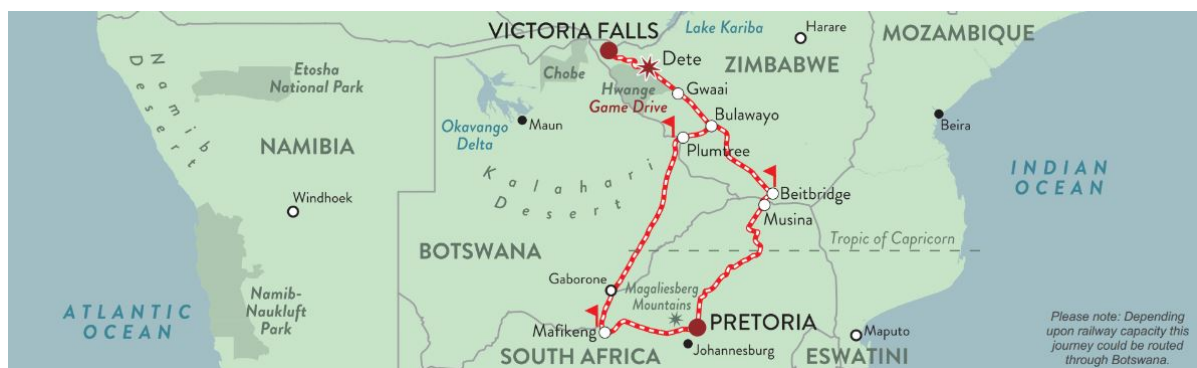 VICTORIA FALLS
Lake Kariba
Harare
MOZAMBIQUE
Namib
Desert
Etosha
National Park
Chobe
Dete
ZIMBABWE
Hwange
Game Drive
Gwaai
Okavango
Delta
Maun
Bulawayo
Beira
NAMIBIA
Plumtree
Kalahari
Desert
INDIAN
OCEAN
Windhoek
Beitbridge
Musina
BOTSWANA
Tropic of Capricorn
Gaborone
Magaliesberg
Mountains
Namib-
Naukluft
Park
ATLANTIC
OCEAN
Mafikeng
PRETORIA
Maputo
Johannesburg
SOUTH AFRICA
ESWATINI
Please note: Depending
upon railway capacity this
journey could be routed
through Botswana.